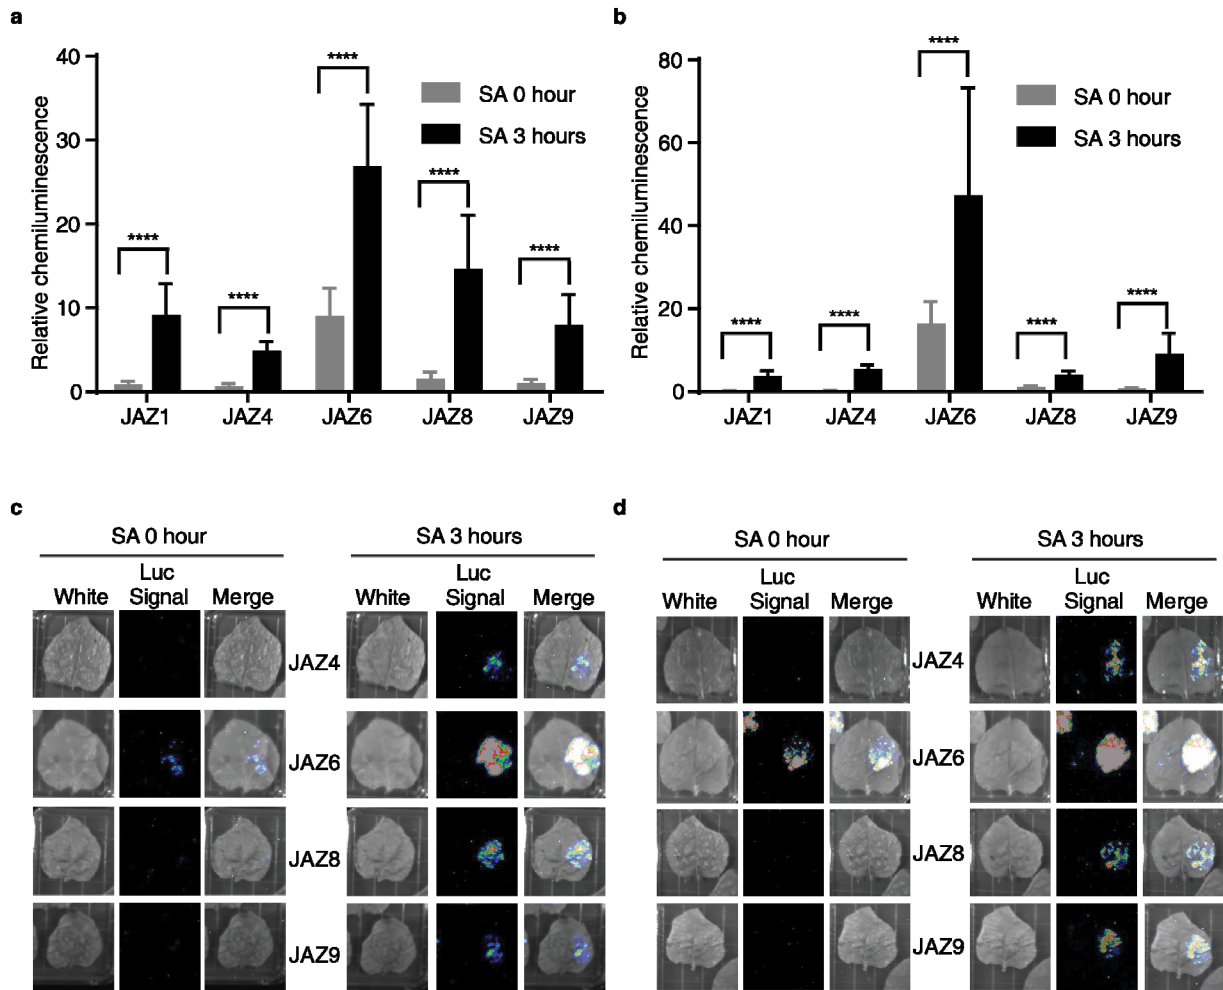 a
Relative chemiluminescence
40
30
20
10
0
****
****
****
****
****
SA 0 hour
SA 3 hours
JAZ1 JAZ4 JAZ6 JAZ8 JAZ9
b
Relative chemiluminescence
80
60
40
20
0
****
****
****
****
****
SA 0 hour
SA 3 hours
JAZ1 JAZ4 JAZ6 JAZ8 JAZ9
c
SA 0 hour SA 3 hours
White Luc Signal Merge White Luc Signal Merge
JAZ4
JAZ6
JAZ8
JAZ9
d
SA 0 hour SA 3 hours
White Luc Signal Merge White Luc Signal Merge
JAZ4
JAZ6
JAZ8
JAZ9